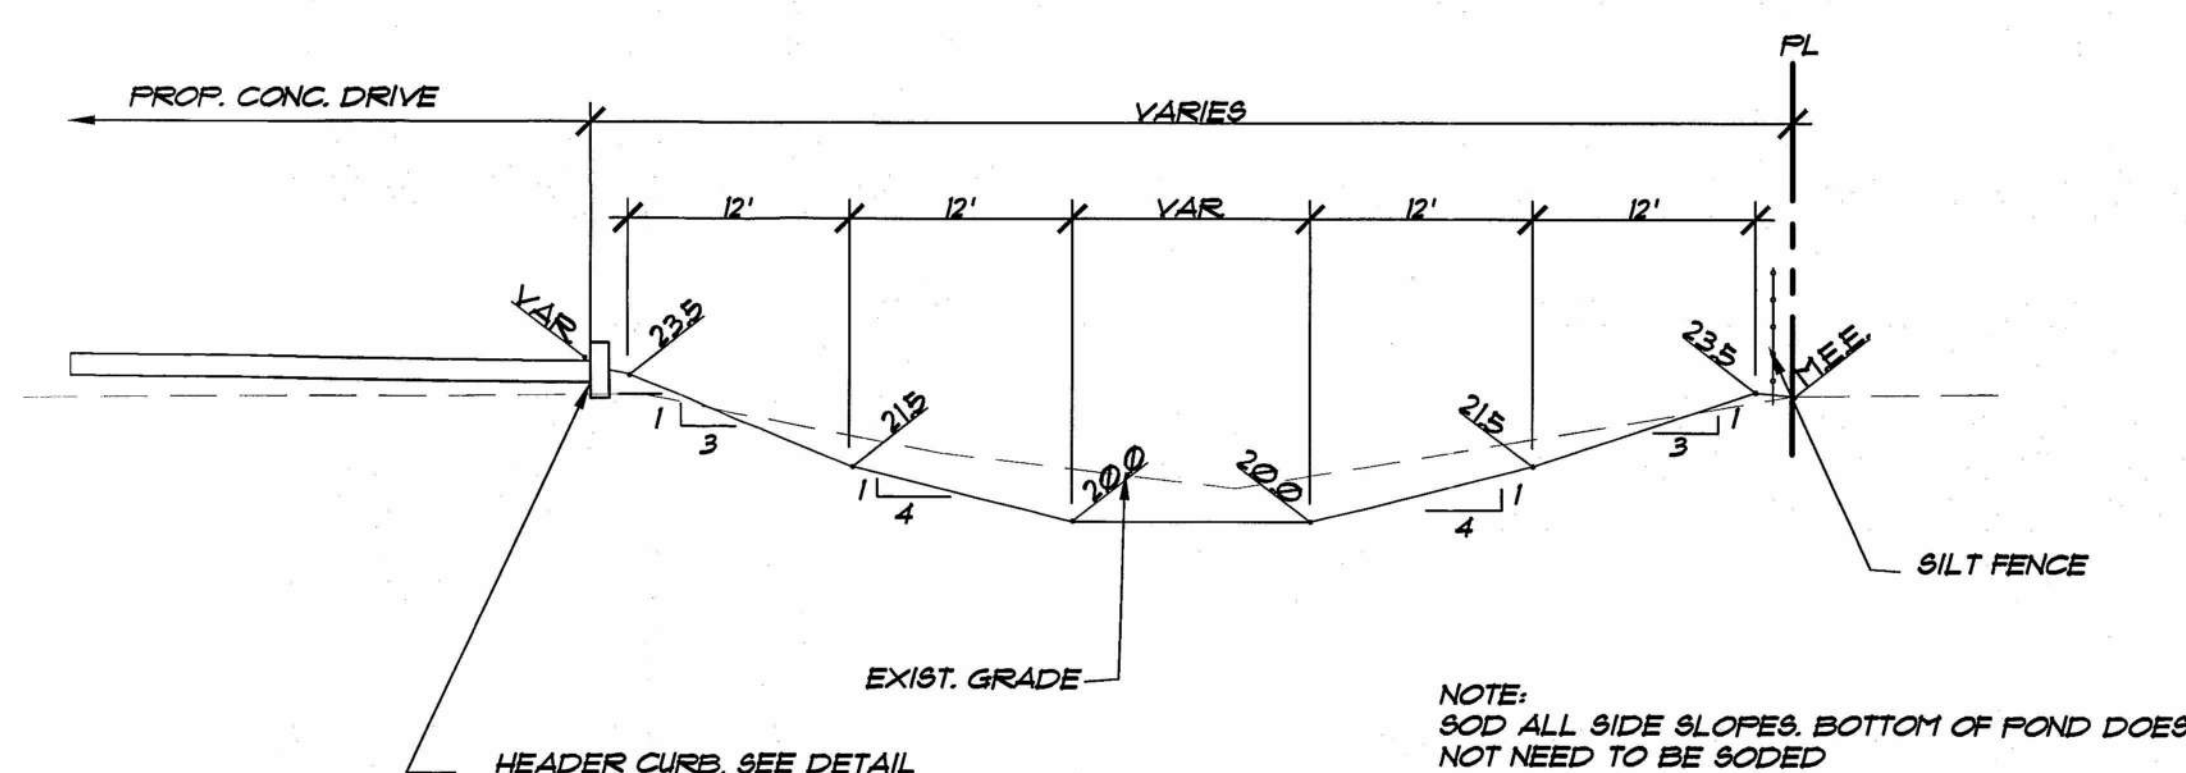 PL
PROP. CONC. DRIVE
VARIES
12' 12' VAR 12' 12'
VAR
23.5
23.5
M.E.E.
21.5
21.5
1
3
3
1
20.0
20.0
1
4
4
1
SILT FENCE
EXIST. GRADE
NOTE:
SOD ALL SIDE SLOPES. BOTTOM OF POND DOES
NOT NEED TO BE SODED
HEADER CURB. SEE DETAIL